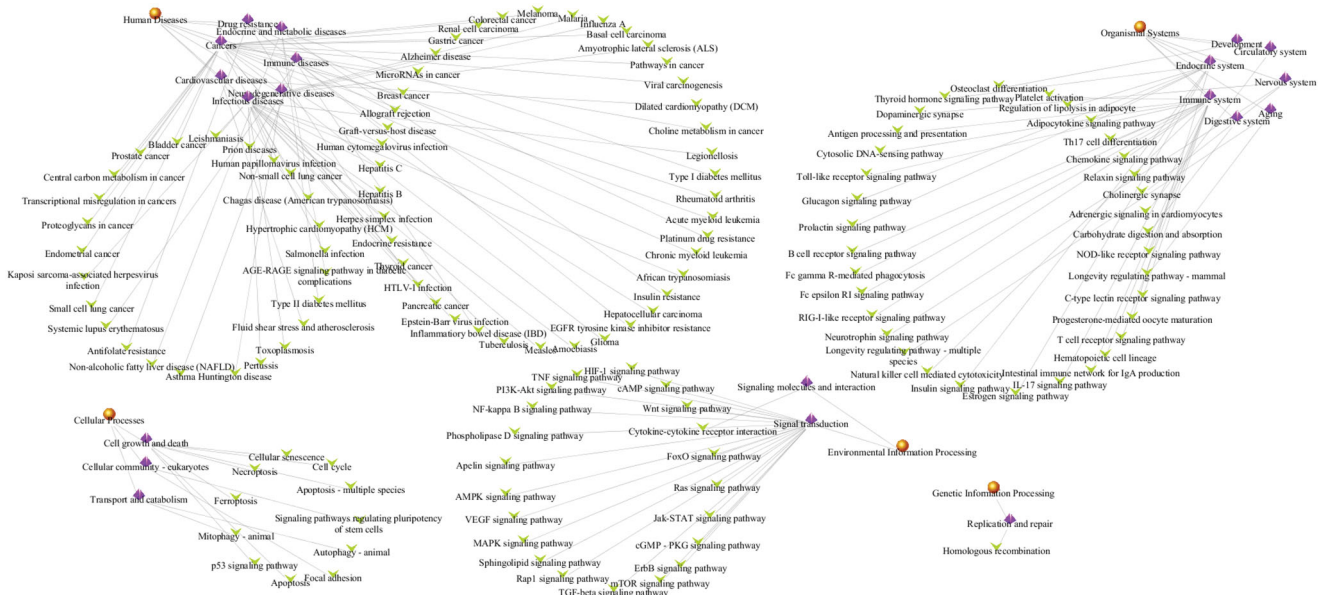 Human Diseases
Drug resistance
Endocrine and metabolic diseases
Cancers
Immune diseases
Cardiovascular diseases
Neurodegenerative diseases
Infectious diseases
Colorectal cancer
Melanoma
Malaria
Influenza A
Renal cell carcinoma
Basal cell carcinoma
Gastric cancer
Amyotrophic lateral sclerosis (ALS)
Alzheimer disease
Pathways in cancer
MicroRNAs in cancer
Viral carcinogenesis
Breast cancer
Dilated cardiomyopathy (DCM)
Allograft rejection
Choline metabolism in cancer
Graft-versus-host disease
Human cytomegalovirus infection
Legionellosis
Hepatitis C
Type I diabetes mellitus
Hepatitis B
Rheumatoid arthritis
Herpes simplex infection
Acute myeloid leukemia
Platinum drug resistance
Endocrine resistance
Chronic myeloid leukemia
Thyroid cancer
African trypanosomiasis
HTLV-I infection
Insulin resistance
Pancreatic cancer
Hepatocellular carcinoma
Epstein-Barr virus infection
EGFR tyrosine kinase inhibitor resistance
Inflammatory bowel disease (IBD)
Glioma
Tuberculosis
Measles
Amoebiasis
Leishmaniasis
Bladder cancer
Prion diseases
Prostate cancer
Human papillomavirus infection
Central carbon metabolism in cancer
Non-small cell lung cancer
Transcriptional misregulation in cancers
Chagas disease (American trypanosomiasis)
Proteoglycans in cancer
Hypertrophic cardiomyopathy (HCM)
Endometrial cancer
Salmonella infection
Kaposi sarcoma-associated herpesvirus
infection
AGE-RAGE signaling pathway in diabetic
complications
Small cell lung cancer
Type II diabetes mellitus
Systemic lupus erythematosus
Fluid shear stress and atherosclerosis
Antifolate resistance
Toxoplasmosis
Non-alcoholic fatty liver disease (NAFLD)
Pertussis
Asthma
Huntington disease
Organismal Systems
Development
Circulatory system
Endocrine system
Nervous system
Immune system
Aging
Digestive system
Osteoclast differentiation
Thyroid hormone signaling pathway
Platelet activation
Regulation of lipolysis in adipocyte
Dopaminergic synapse
Adipocytokine signaling pathway
Antigen processing and presentation
Th17 cell differentiation
Cytosolic DNA-sensing pathway
Chemokine signaling pathway
Toll-like receptor signaling pathway
Relaxin signaling pathway
Cholinergic synapse
Glucagon signaling pathway
Adrenergic signaling in cardiomyocytes
Prolactin signaling pathway
Carbohydrate digestion and absorption
B cell receptor signaling pathway
NOD-like receptor signaling pathway
Fc gamma R-mediated phagocytosis
Longevity regulating pathway - mammal
Fc epsilon RI signaling pathway
C-type lectin receptor signaling pathway
RIG-I-like receptor signaling pathway
Progesterone-mediated oocyte maturation
Neurotrophin signaling pathway
T cell receptor signaling pathway
Longevity regulating pathway - multiple
species
Hematopoietic cell lineage
Natural killer cell mediated cytotoxicity
Intestinal immune network for IgA production
Insulin signaling pathway
IL-17 signaling pathway
Estrogen signaling pathway
Cellular Processes
Cell growth and death
Cellular community - eukaryotes
Transport and catabolism
Cellular senescence
Cell cycle
Necroptosis
Apoptosis - multiple species
Ferroptosis
Signaling pathways regulating pluripotency
of stem cells
Mitophagy - animal
Autophagy - animal
p53 signaling pathway
Focal adhesion
Apoptosis
HIF-1 signaling pathway
TNF signaling pathway
PI3K-Akt signaling pathway
cAMP signaling pathway
Signaling molecules and interaction
NF-kappa B signaling pathway
Wnt signaling pathway
Phospholipase D signaling pathway
Cytokine-cytokine receptor interaction
Signal transduction
Environmental Information Processing
Apelin signaling pathway
FoxO signaling pathway
AMPK signaling pathway
Ras signaling pathway
VEGF signaling pathway
Jak-STAT signaling pathway
MAPK signaling pathway
cGMP - PKG signaling pathway
Sphingolipid signaling pathway
ErbB signaling pathway
Rap1 signaling pathway
mTOR signaling pathway
TGF-beta signaling pathway
Genetic Information Processing
Replication and repair
Homologous recombination